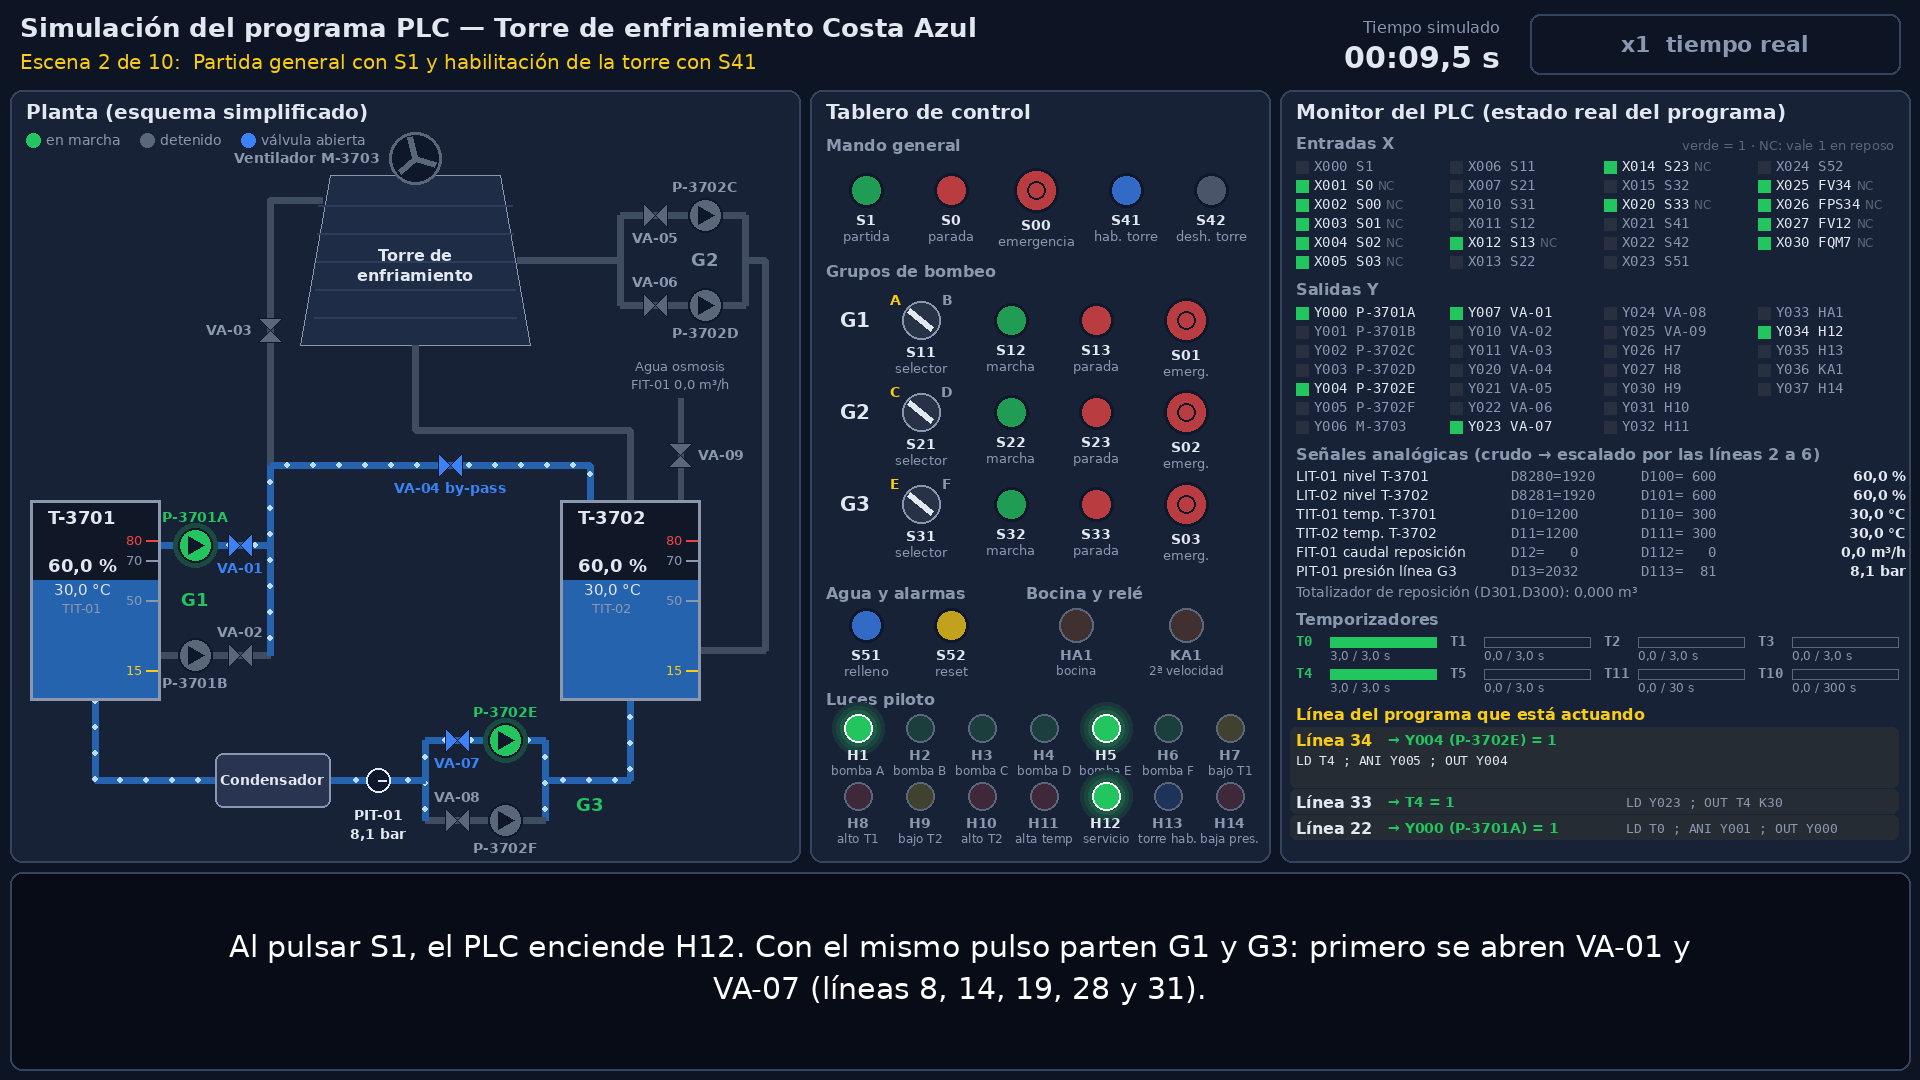 Simulación del programa PLC — Torre de enfriamiento Costa Azul
Escena 2 de 10:  Partida general con S1 y habilitación de la torre con S41
Tiempo simulado
00:09,5 s
x1  tiempo real
Planta (esquema simplificado)
en marcha
detenido
válvula abierta
Ventilador M-3703
P-3702C
VA-05
G2
VA-06
P-3702D
Torre de
enfriamiento
VA-03
Agua osmosis
FIT-01 0,0 m³/h
VA-09
VA-04 by-pass
T-3701
P-3701A
80
70
60,0 %
30,0 °C
TIT-01
VA-01
50
G1
VA-02
15
P-3701B
T-3702
80
60,0 %
70
30,0 °C
TIT-02
50
15
P-3702E
VA-07
Condensador
VA-08
G3
PIT-01
8,1 bar
P-3702F
Tablero de control
Mando general
S1
partida
S0
parada
S00
emergencia
S41
hab. torre
S42
desh. torre
Grupos de bombeo
G1
A
B
S11
selector
S12
marcha
S13
parada
S01
emerg.
G2
C
D
S21
selector
S22
marcha
S23
parada
S02
emerg.
G3
E
F
S31
selector
S32
marcha
S33
parada
S03
emerg.
Agua y alarmas
Bocina y relé
S51
relleno
S52
reset
HA1
bocina
KA1
2ª velocidad
Luces piloto
H1
bomba A
H2
bomba B
H3
bomba C
H4
bomba D
H5
bomba E
H6
bomba F
H7
bajo T1
H8
alto T1
H9
bajo T2
H10
alto T2
H11
alta temp
H12
servicio
H13
torre hab.
H14
baja pres.
Monitor del PLC (estado real del programa)
Entradas X
verde = 1 · NC: vale 1 en reposo
X000 S1
X006 S11
X014 S23 NC
X024 S52
X001 S0 NC
X007 S21
X015 S32
X025 FV34 NC
X002 S00 NC
X010 S31
X020 S33 NC
X026 FPS34 NC
X003 S01 NC
X011 S12
X021 S41
X027 FV12 NC
X004 S02 NC
X012 S13 NC
X022 S42
X030 FQM7 NC
X005 S03 NC
X013 S22
X023 S51
Salidas Y
Y000 P-3701A
Y007 VA-01
Y024 VA-08
Y033 HA1
Y001 P-3701B
Y010 VA-02
Y025 VA-09
Y034 H12
Y002 P-3702C
Y011 VA-03
Y026 H7
Y035 H13
Y003 P-3702D
Y020 VA-04
Y027 H8
Y036 KA1
Y004 P-3702E
Y021 VA-05
Y030 H9
Y037 H14
Y005 P-3702F
Y022 VA-06
Y031 H10
Y006 M-3703
Y023 VA-07
Y032 H11
Señales analógicas (crudo → escalado por las líneas 2 a 6)
LIT-01 nivel T-3701 D8280=1920 D100= 600 60,0 %
LIT-02 nivel T-3702 D8281=1920 D101= 600 60,0 %
TIT-01 temp. T-3701 D10=1200 D110= 300 30,0 °C
TIT-02 temp. T-3702 D11=1200 D111= 300 30,0 °C
FIT-01 caudal reposición D12=   0 D112=   0 0,0 m³/h
PIT-01 presión línea G3 D13=2032 D113=  81 8,1 bar
Totalizador de reposición (D301,D300): 0,000 m³
Temporizadores
T0
3,0 / 3,0 s
T1
0,0 / 3,0 s
T2
0,0 / 3,0 s
T3
0,0 / 3,0 s
T4
3,0 / 3,0 s
T5
0,0 / 3,0 s
T11
0,0 / 30 s
T10
0,0 / 300 s
Línea del programa que está actuando
Línea 34 → Y004 (P-3702E) = 1
LD T4 ; ANI Y005 ; OUT Y004
Línea 33 → T4 = 1 LD Y023 ; OUT T4 K30
Línea 22 → Y000 (P-3701A) = 1 LD T0 ; ANI Y001 ; OUT Y000
Al pulsar S1, el PLC enciende H12. Con el mismo pulso parten G1 y G3: primero se abren VA-01 y
VA-07 (líneas 8, 14, 19, 28 y 31).